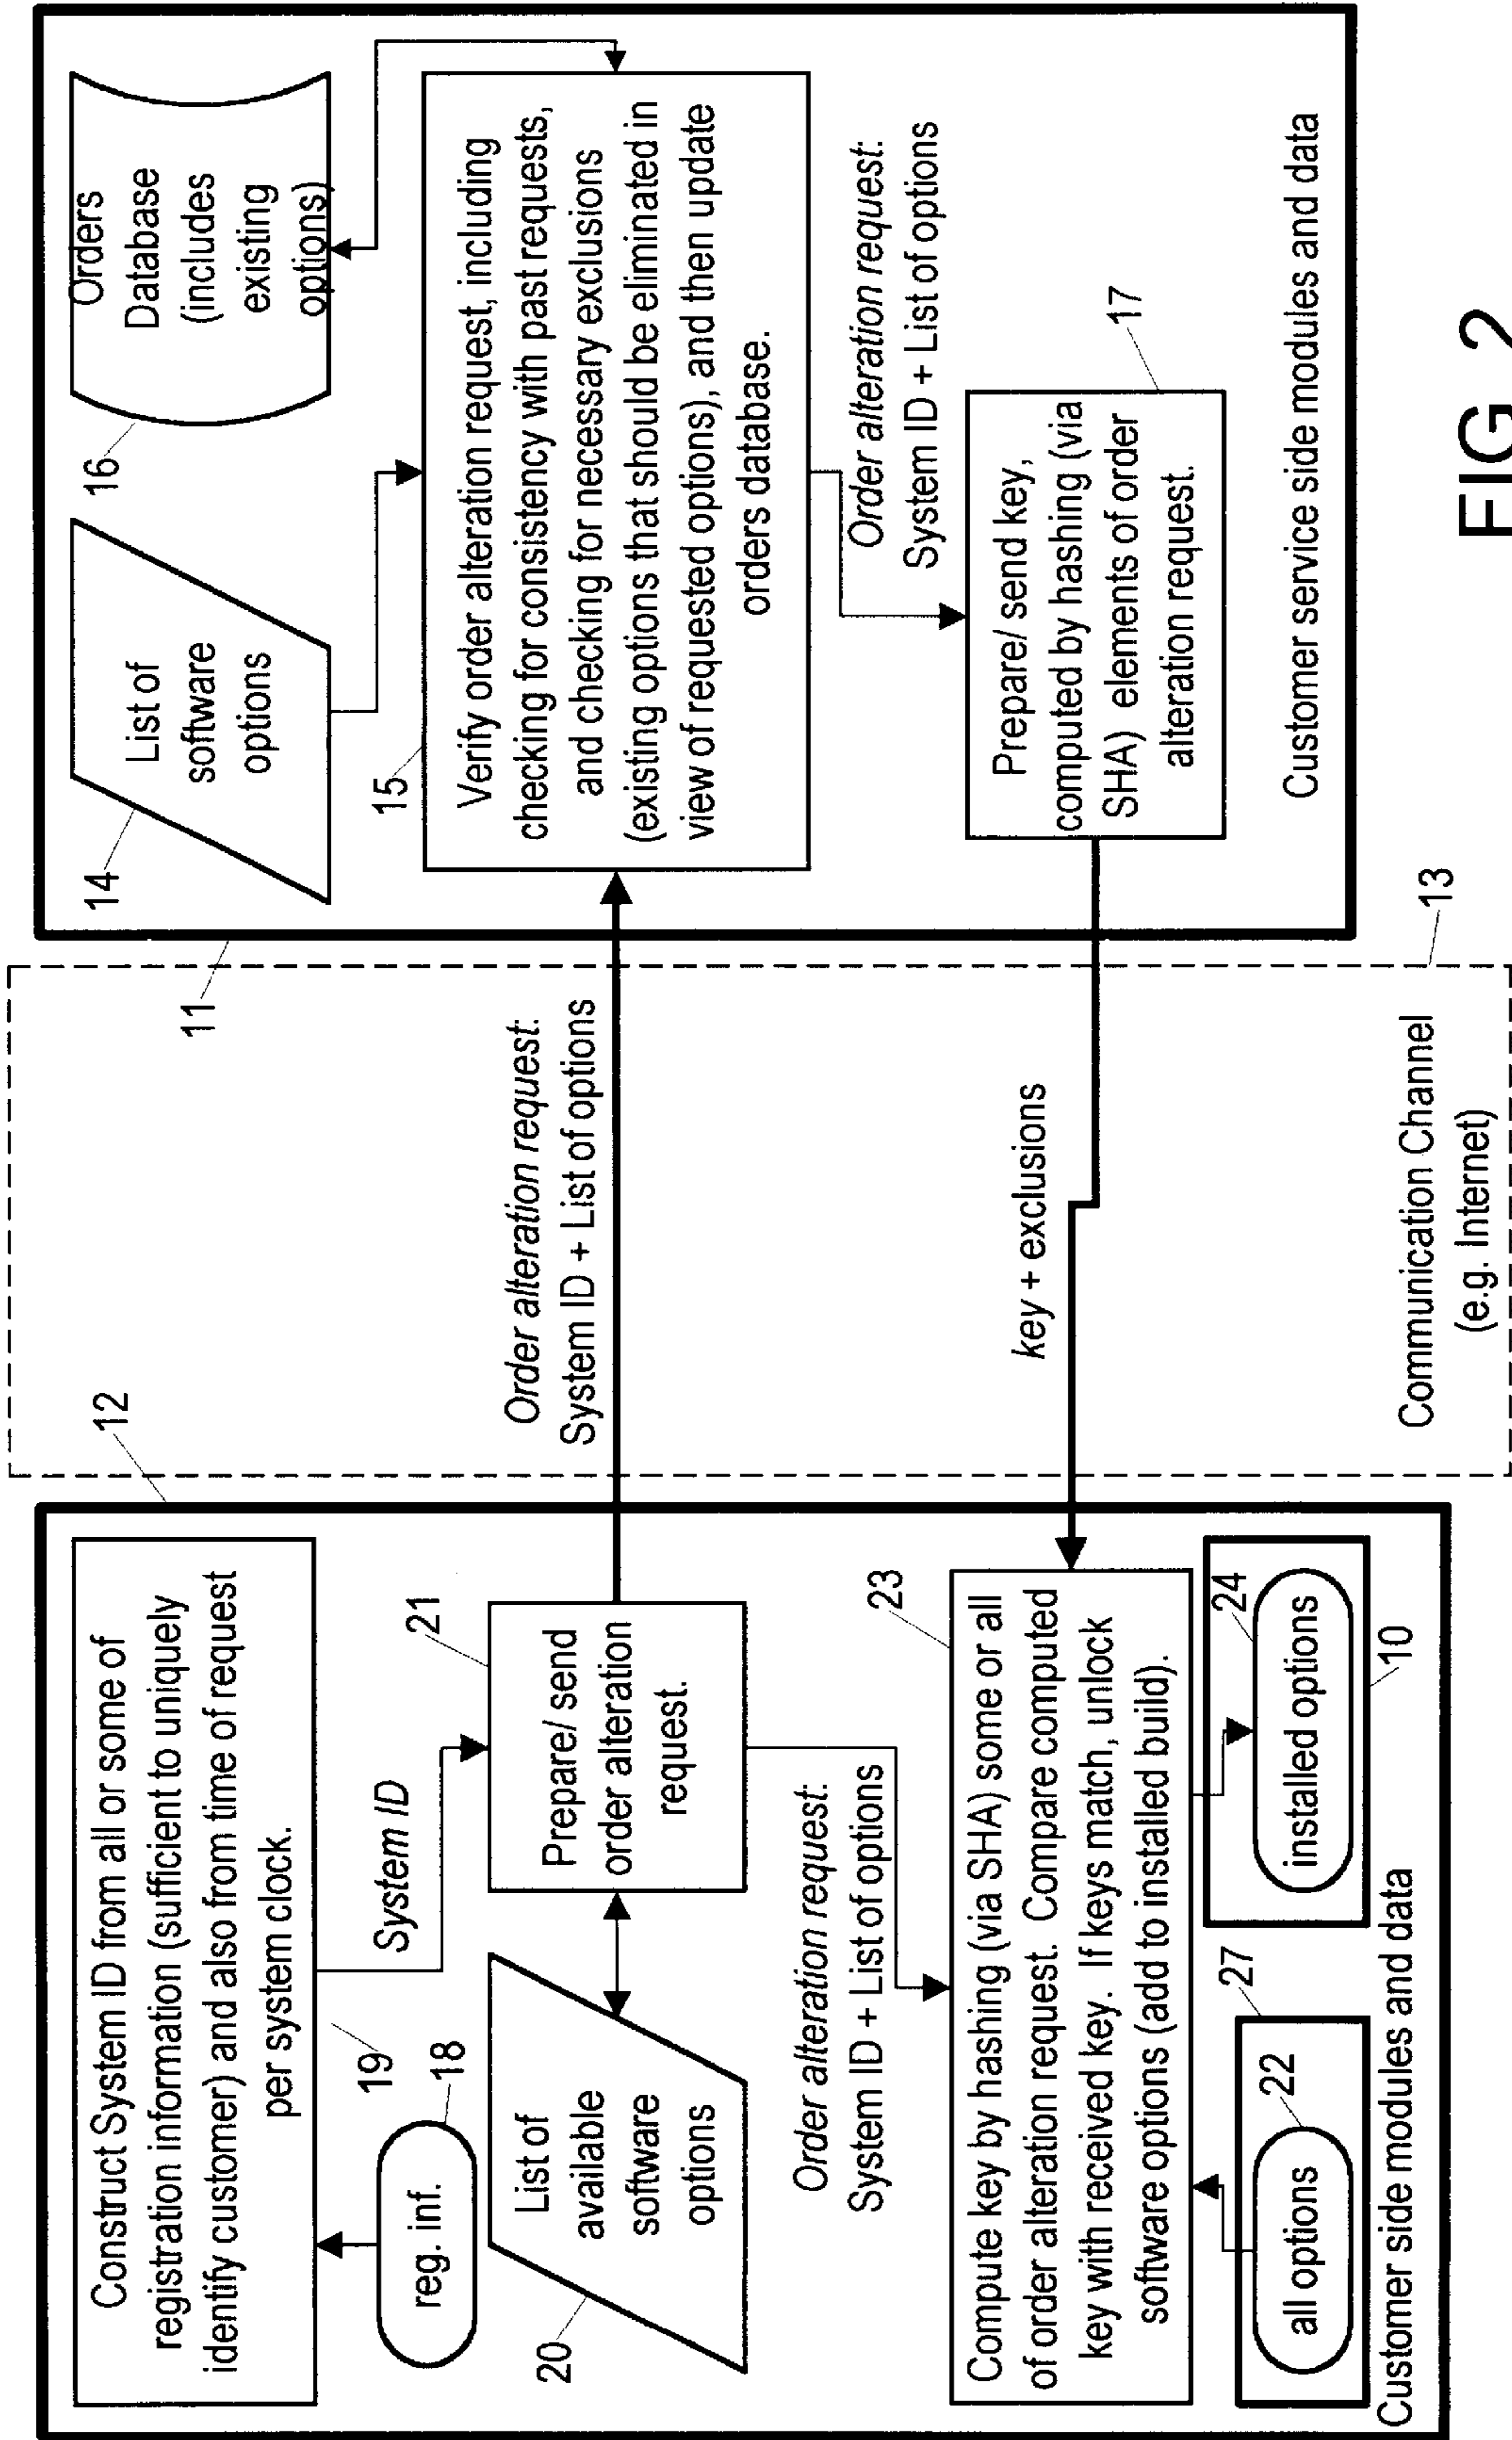 Construct System ID from all or some of
registration information (sufficient to uniquely
identify customer) and also from time of request
per system clock.
19
18
reg. inf.
System ID
12
20
List of
available
software
options
21
Prepare/ send
order alteration
request.
Order alteration request:
System ID + List of options
23
Compute key by hashing (via SHA) some or all
of order alteration request. Compare computed
key with received key. If keys match, unlock
software options (add to installed build).
27
22
all options
24
installed options
10
Customer side modules and data
Order alteration request:
System ID + List of options
key + exclusions
Communication Channel
(e.g. Internet)
13
11
14
List of
software
options
16
Orders
Database
(includes
existing
options)
15
Verify order alteration request, including
checking for consistency with past requests,
and checking for necessary exclusions
(existing options that should be eliminated in
view of requested options), and then update
orders database.
Order alteration request:
System ID + List of options
17
Prepare/ send key,
computed by hashing (via
SHA) elements of order
alteration request.
Customer service side modules and data
FIG 2